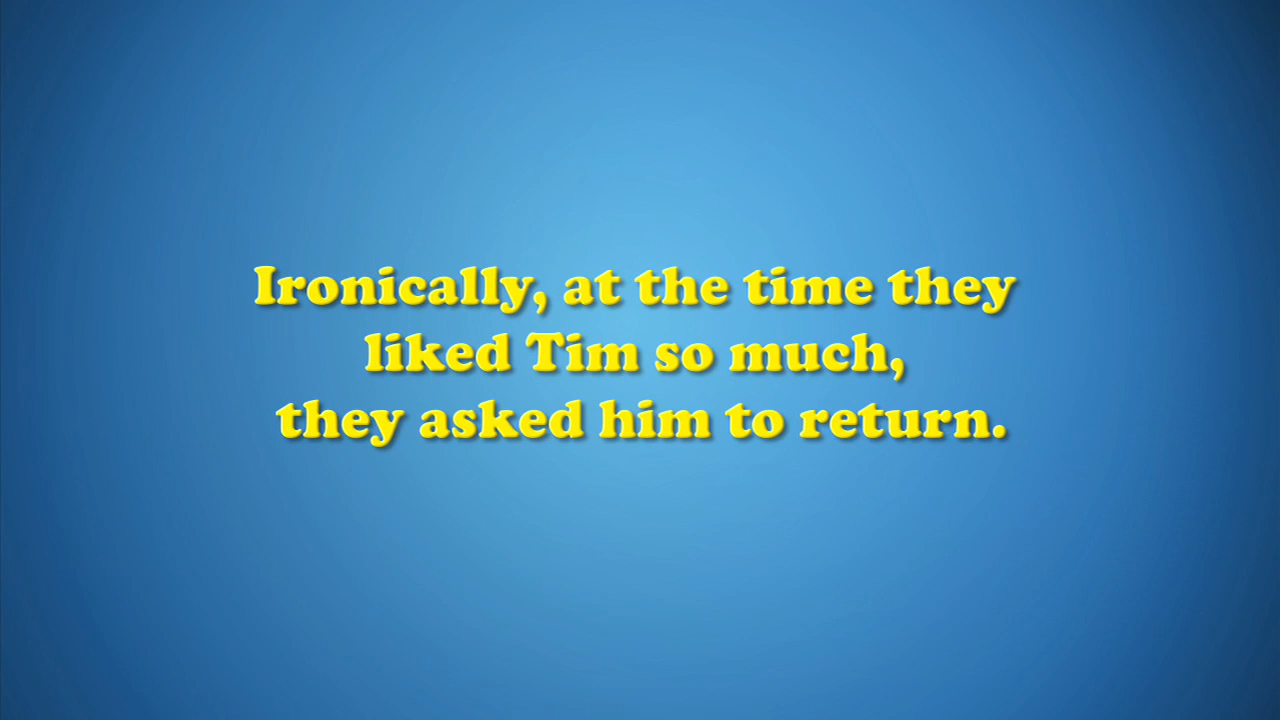 Ironically, at the time they
liked Tim so much,
they asked him to return.